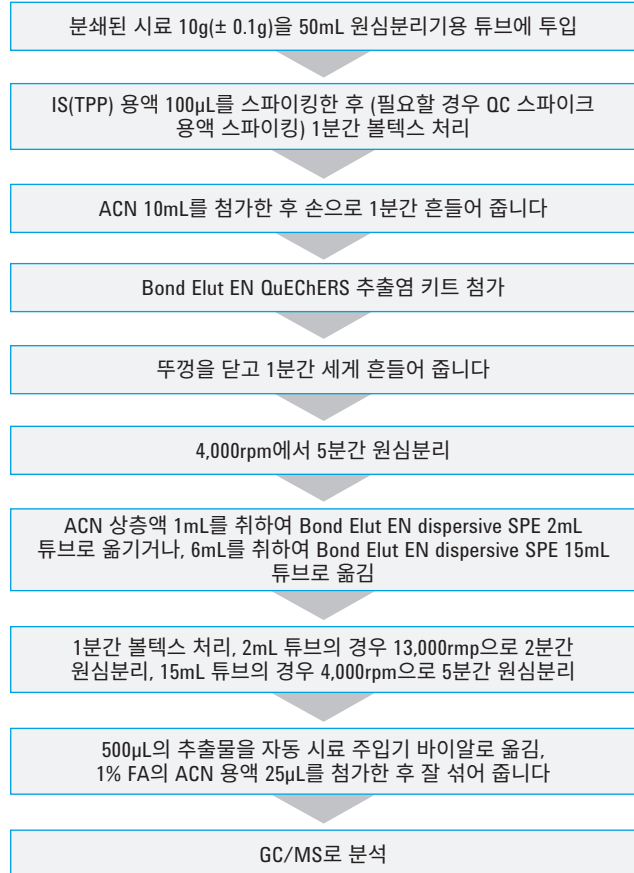 분쇄된 시료 10g(± 0.1g)을 50mL 원심분리기용 튜브에 투입
IS(TPP) 용액 100µL를 스파이킹한 후 (필요할 경우 QC 스파이크
용액 스파이킹) 1분간 볼텍스 처리
ACN 10mL를 첨가한 후 손으로 1분간 흔들어 줍니다
Bond Elut EN QuEChERS 추출염 키트 첨가
뚜껑을 닫고 1분간 세게 흔들어 줍니다
4,000rpm에서 5분간 원심분리
ACN 상층액 1mL를 취하여 Bond Elut EN dispersive SPE 2mL
튜브로 옮기거나, 6mL를 취하여 Bond Elut EN dispersive SPE 15mL
튜브로 옮김
1분간 볼텍스 처리, 2mL 튜브의 경우 13,000rmp으로 2분간
원심분리, 15mL 튜브의 경우 4,000rpm으로 5분간 원심분리
500µL의 추출물을 자동 시료 주입기 바이알로 옮김,
1% FA의 ACN 용액 25µL를 첨가한 후 잘 섞어 줍니다
GC/MS로 분석